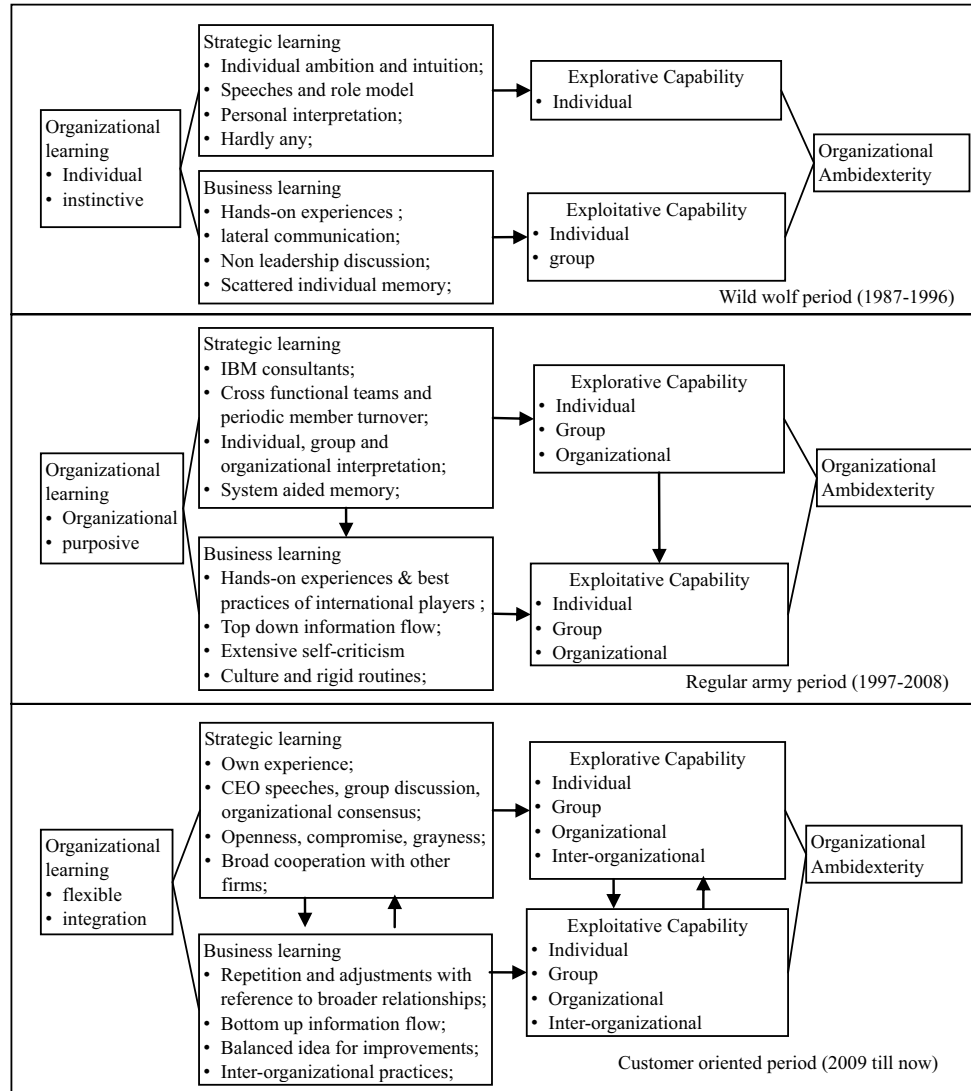 Organizational
learning
• Individual
• instinctive
Strategic learning
• Individual ambition and intuition;
• Speeches and role model
• Personal interpretation;
• Hardly any;
Business learning
• Hands-on experiences ;
• lateral communication;
• Non leadership discussion;
• Scattered individual memory;
Explorative Capability
• Individual
Exploitative Capability
• Individual
• group
Organizational
Ambidexterity
Wild wolf period (1987-1996)
Organizational
learning
• Organizational
• purposive
Strategic learning
• IBM consultants;
• Cross functional teams and
periodic member turnover;
• Individual, group and
organizational interpretation;
• System aided memory;
Business learning
• Hands-on experiences & best
practices of international players ;
• Top down information flow;
• Extensive self-criticism
• Culture and rigid routines;
Explorative Capability
• Individual
• Group
• Organizational
Exploitative Capability
• Individual
• Group
• Organizational
Organizational
Ambidexterity
Regular army period (1997-2008)
Organizational
learning
• flexible
• integration
Strategic learning
• Own experience;
• CEO speeches, group discussion,
organizational consensus;
• Openness, compromise, grayness;
• Broad cooperation with other
firms;
Business learning
• Repetition and adjustments with
reference to broader relationships;
• Bottom up information flow;
• Balanced idea for improvements;
• Inter-organizational practices;
Explorative Capability
• Individual
• Group
• Organizational
• Inter-organizational
Exploitative Capability
• Individual
• Group
• Organizational
• Inter-organizational
Organizational
Ambidexterity
Customer oriented period (2009 till now)